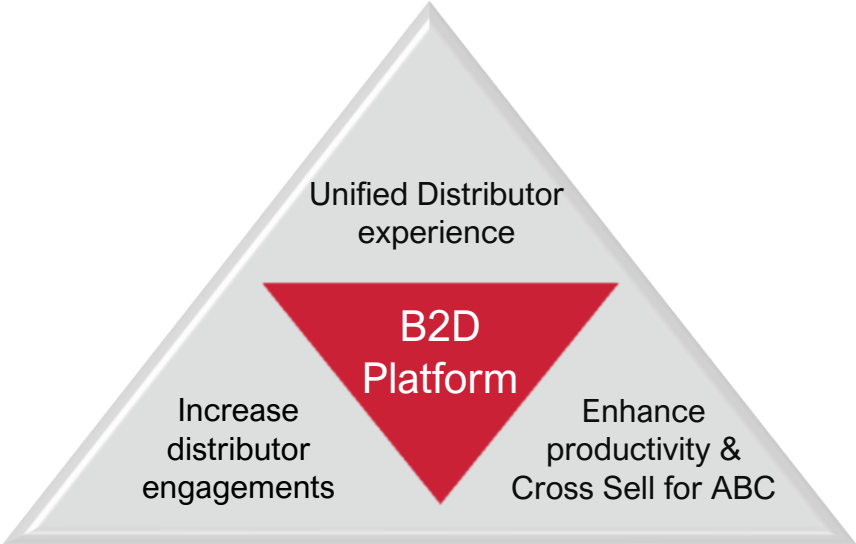 Unified Distributor
experience
B2D
Platform
Increase
distributor
engagements
Enhance
productivity &
Cross Sell for ABC